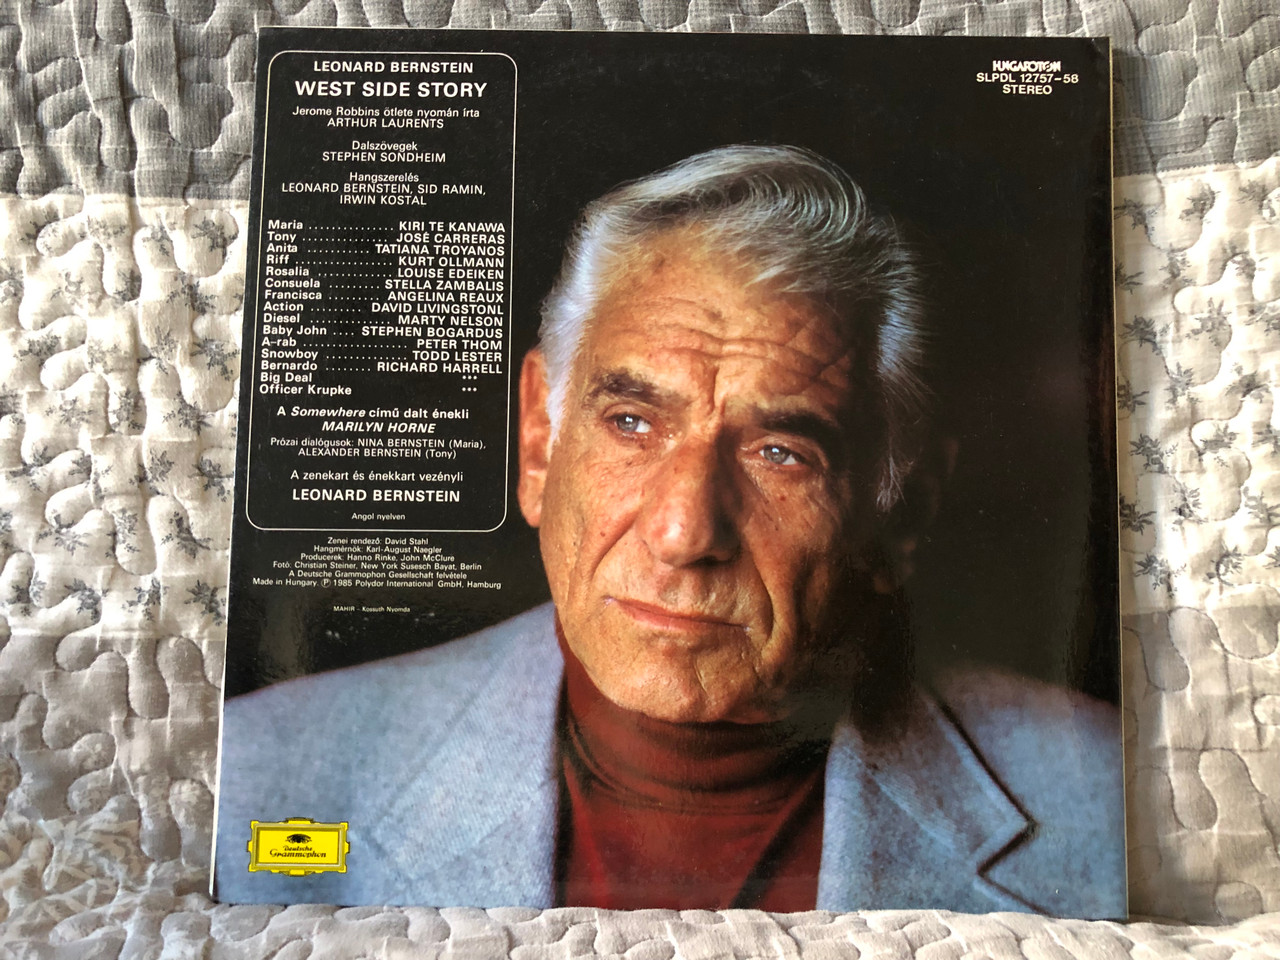 LEONARD BERNSTEIN
WEST SIDE STORY
Jerome Robbins ötlete nyomán írta
ARTHUR LAURENTS
Dalszövegek
STEPHEN SONDHEIM
Hangszerelés
LEONARD BERNSTEIN, SID RAMIN,
IRWIN KOSTAL
Maria .............. KIRI TE KANAWA
Tony ............... JOSÉ CARRERAS
Anita .......... TATIANA TROYANOS
Riff ................. KURT OLLMANN
Rosalia ............ LOUISE EDEIKEN
Consuela ......... STELLA ZAMBALIS
Francisca ......... ANGELINA REAUX
Action .......... DAVID LIVINGSTONL
Diesel ............... MARTY NELSON
Baby John .... STEPHEN BOGARDUS
A-rab ................... PETER THOM
Snowboy .............. TODD LESTER
Bernardo ........ RICHARD HARRELL
Big Deal ***
Officer Krupke ***
A Somewhere című dalt énekli
MARILYN HORNE
Prózai dialógusok: NINA BERNSTEIN (Maria),
ALEXANDER BERNSTEIN (Tony)
A zenekart és énekkart vezényli
LEONARD BERNSTEIN
Angol nyelven
Zenei rendező: David Stahl
Hangmérnök: Karl-August Naegler
Producerek: Hanno Rinke, John McClure
Fotó: Christian Steiner, New York Susesch Bayat, Berlin
A Deutsche Grammophon Gesellschaft felvétele
Made in Hungary. Ⓟ 1985 Polydor International GmbH, Hamburg
MAHIR - Kossuth Nyomda
HUNGAROTON
SLPDL 12757-58
STEREO
Deutsche
Grammophon